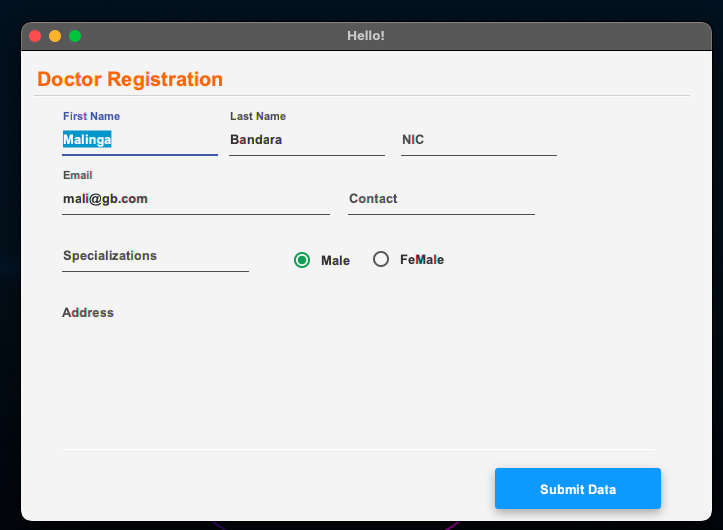 Hello!
Doctor Registration
First Name Last Name
Malinga Bandara NIC
Email
mali@gb.com Contact
Specializations Male FeMale
Address
Submit Data